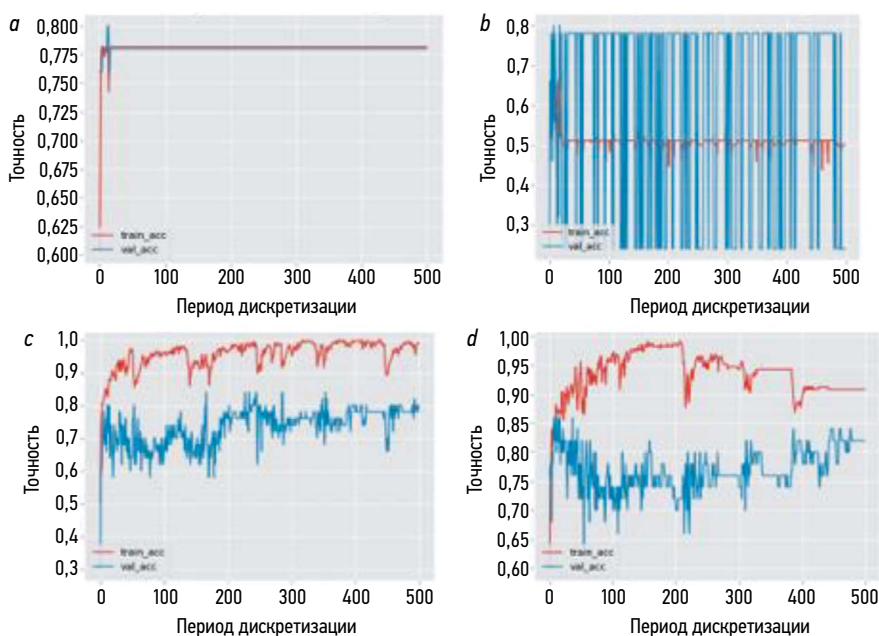 a
0,800
0,775
0,750
0,725
0,700
0,675
0,650
0,625
0,600
Точность
train_acc
val_acc
0 100 200 300 400 500
Период дискретизации
b
0,8
0,7
0,6
0,5
0,4
0,3
Точность
train_acc
val_acc
0 100 200 300 400 500
Период дискретизации
c
1,0
0,9
0,8
0,7
0,6
0,5
0,4
0,3
Точность
train_acc
val_acc
0 100 200 300 400 500
Период дискретизации
d
1,00
0,95
0,90
0,85
0,80
0,75
0,70
0,65
0,60
Точность
train_acc
val_acc
0 100 200 300 400 500
Период дискретизации